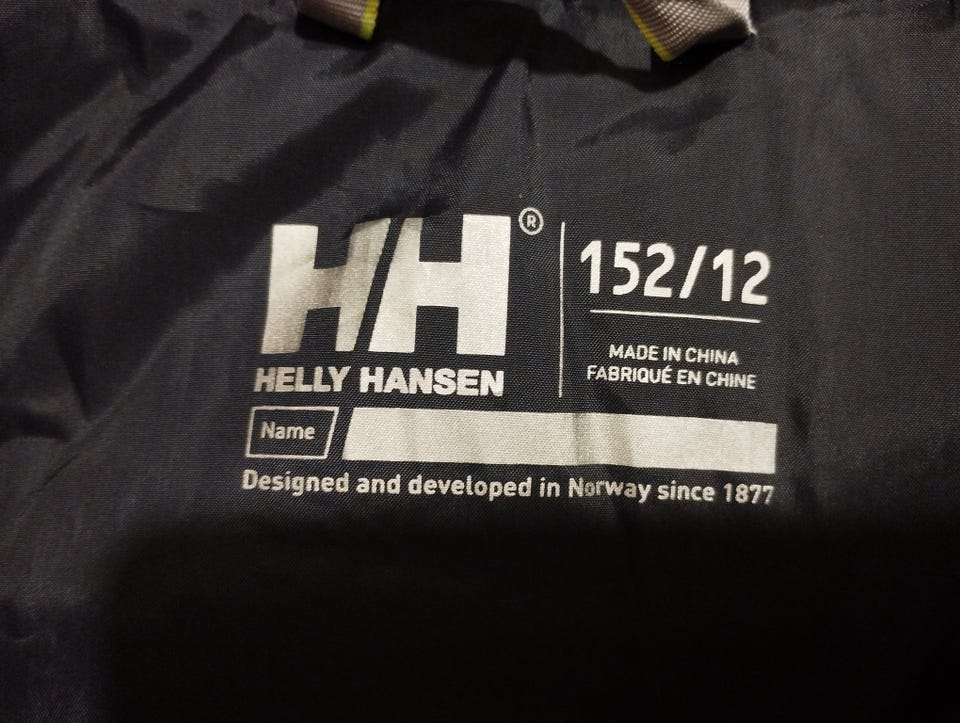 HH®
HELLY HANSEN
152/12
MADE IN CHINA
FABRIQUÉ EN CHINE
Name
Designed and developed in Norway since 1877